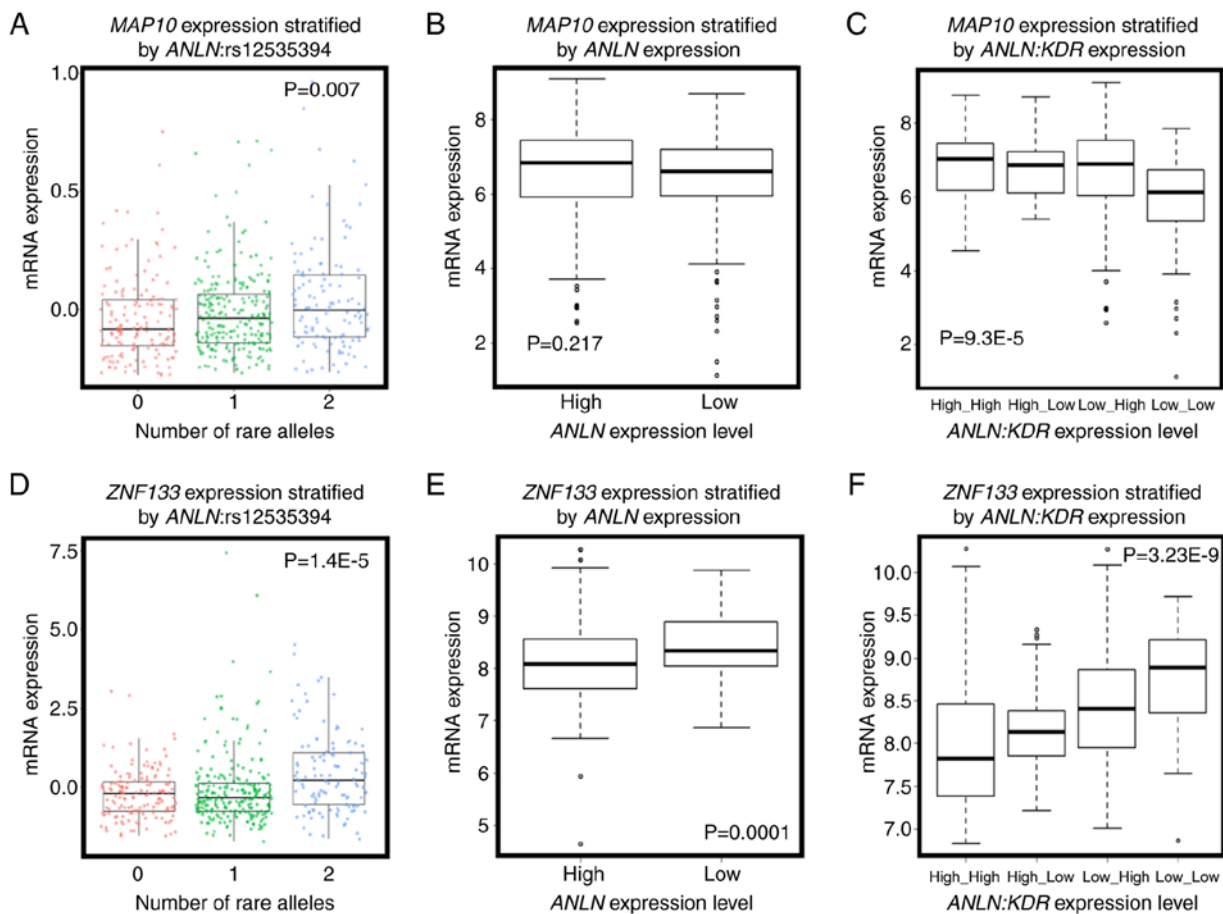 A
MAP10 expression stratified
by ANLN:rs12535394
P=0.007
1.0
0.5
0.0
mRNA expression
0 1 2
Number of rare alleles
B
MAP10 expression stratified
by ANLN expression
8
6
4
2
mRNA expression
P=0.217
High Low
ANLN expression level
C
MAP10 expression stratified
by ANLN:KDR expression
8
6
4
2
mRNA expression
P=9.3E-5
High_High High_Low Low_High Low_Low
ANLN:KDR expression level
D
ZNF133 expression stratified
by ANLN:rs12535394
P=1.4E-5
7.5
5.0
2.5
0.0
mRNA expression
0 1 2
Number of rare alleles
E
ZNF133 expression stratified
by ANLN expression
10
9
8
7
6
5
mRNA expression
P=0.0001
High Low
ANLN expression level
F
ZNF133 expression stratified
by ANLN:KDR expression
P=3.23E-9
10.0
9.5
9.0
8.5
8.0
7.5
7.0
mRNA expression
High_High High_Low Low_High Low_Low
ANLN:KDR expression level